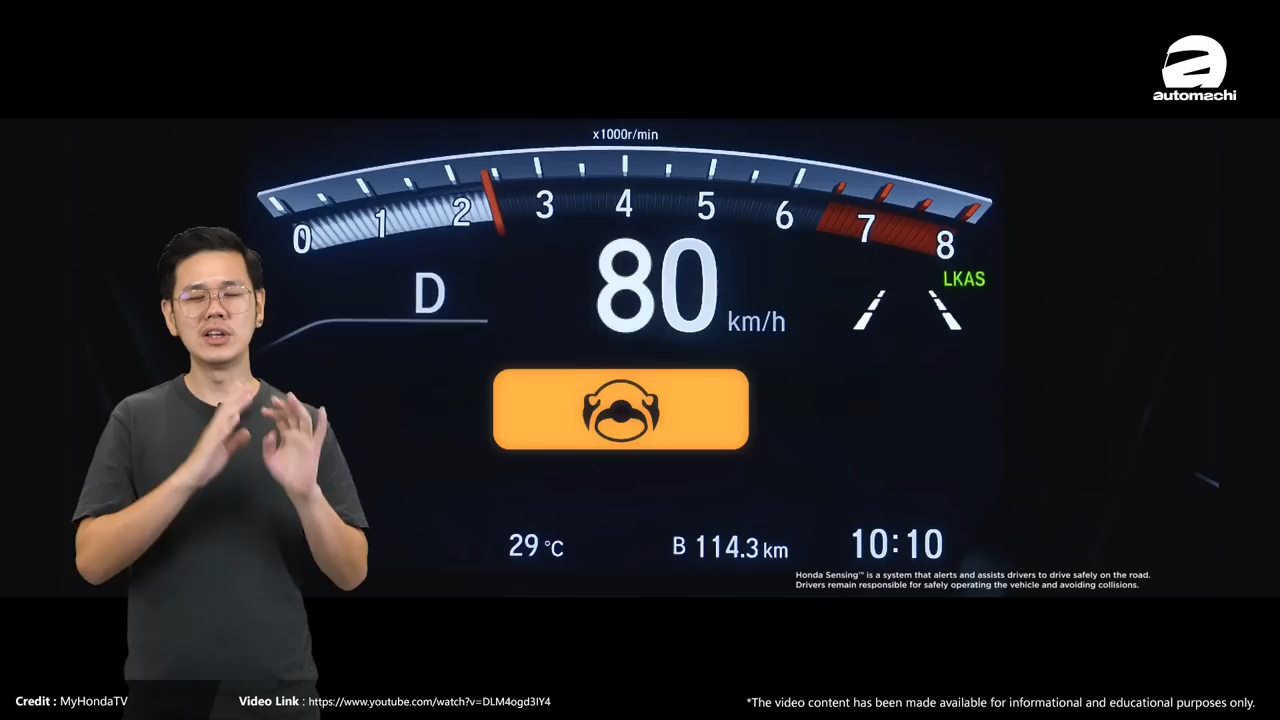 automachi
x1000r/min
0 1 2 3 4 5 6 7 8
LKAS
D 80 km/h
29 °C B 114.3 km 10:10
Honda Sensing™ is a system that alerts and assists drivers to drive safely on the road.
Drivers remain responsible for safely operating the vehicle and avoiding collisions.
Credit : MyHondaTV Video Link : https://www.youtube.com/watch?v=DLM4ogd3lY4 *The video content has been made available for informational and educational purposes only.